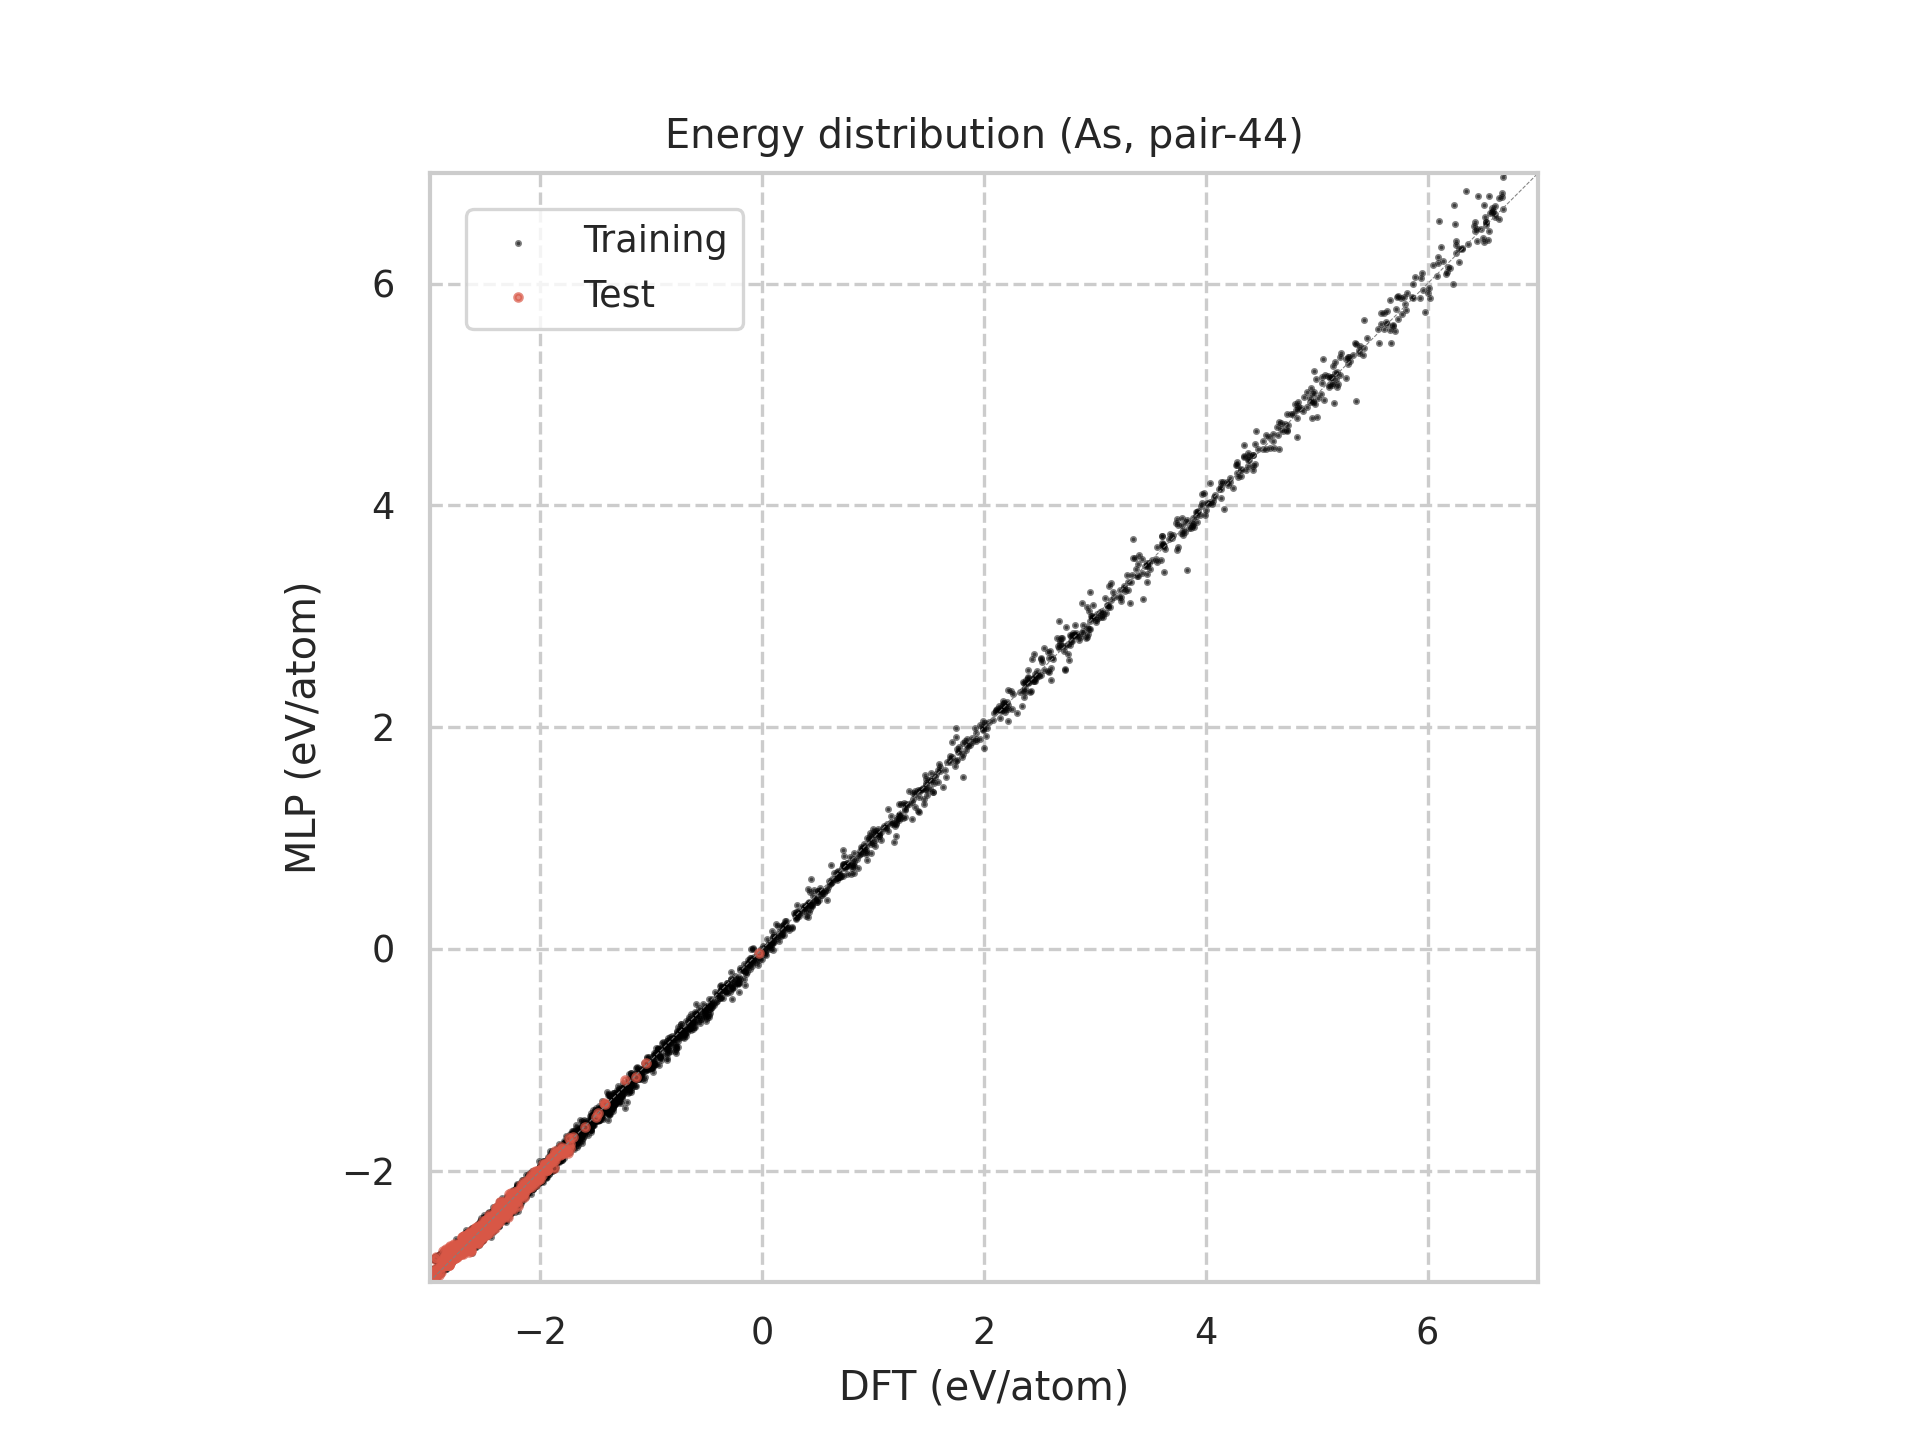 Energy distribution (As, pair-44)
Training
Test
6
4
2
0
−2
MLP (eV/atom)
−2 0 2 4 6
DFT (eV/atom)